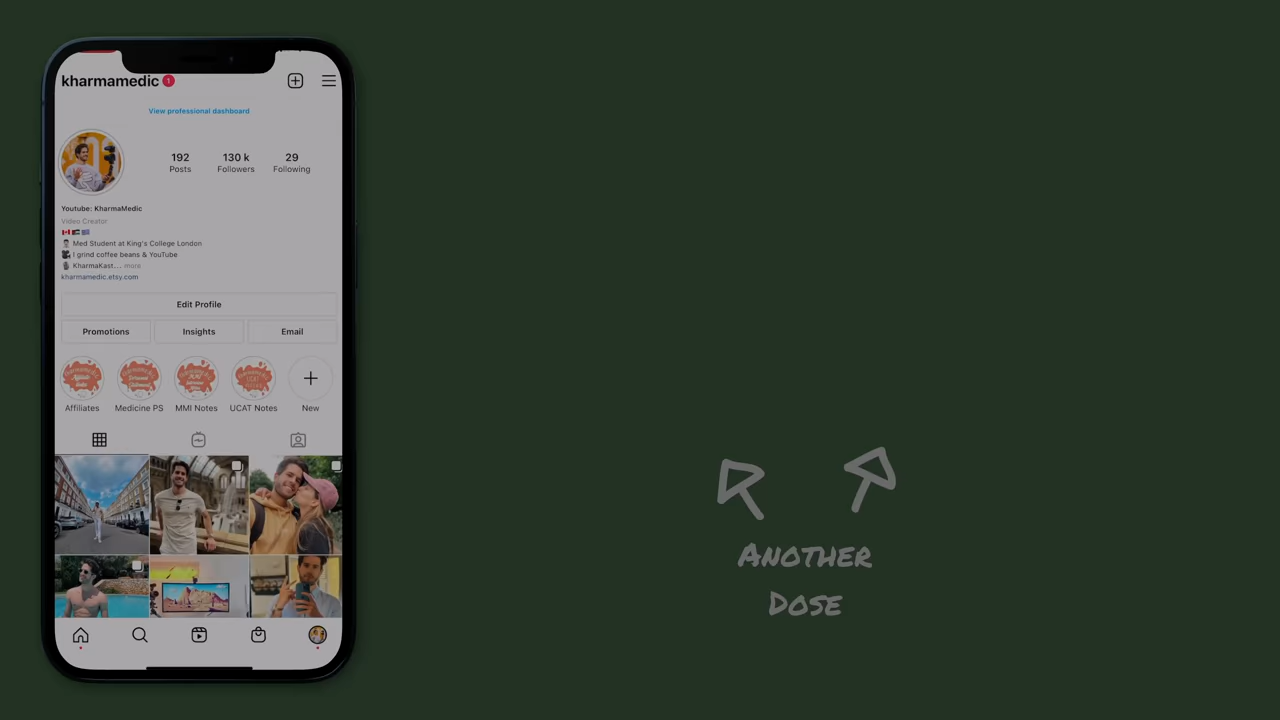 kharmamedic 1
View professional dashboard
192 130 k 29
Posts Followers Following
Youtube: KharmaMedic
Video Creator
Med Student at King's College London
I grind coffee beans & YouTube
KharmaKast... more
kharmamedic.etsy.com
Edit Profile
Promotions Insights Email
Affiliates Medicine PS MMI Notes UCAT Notes New
ANOTHER
DOSE